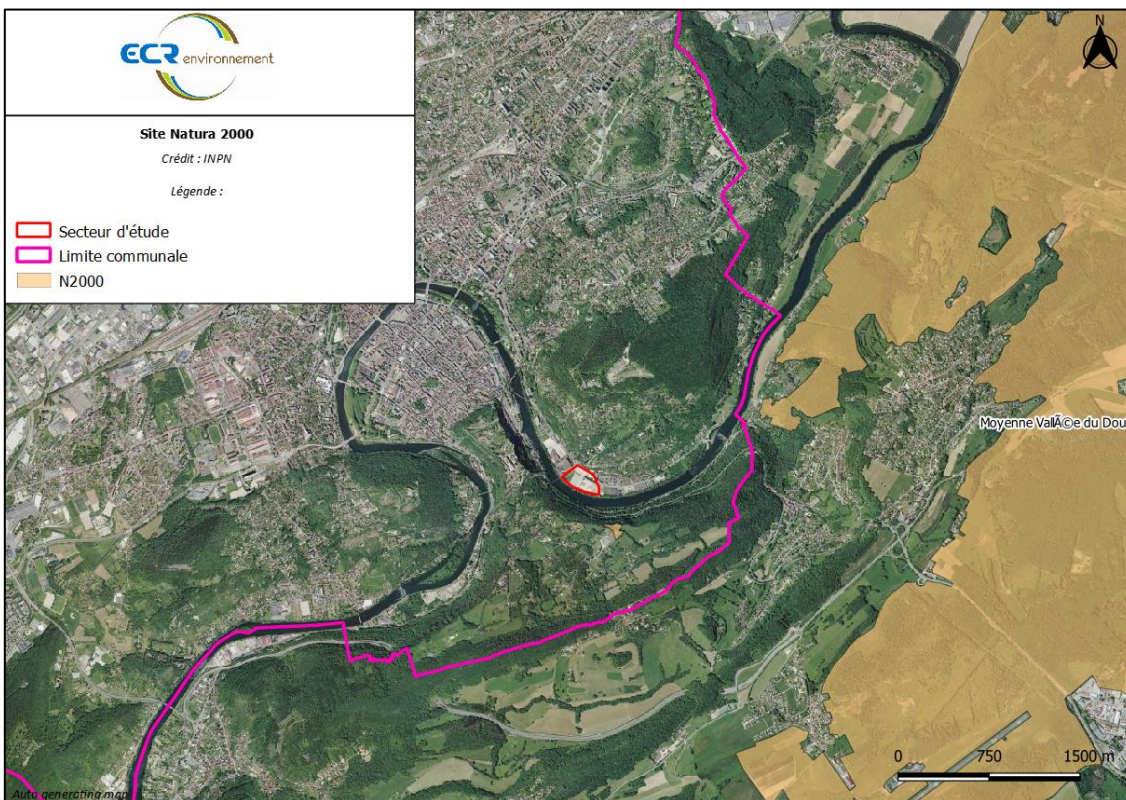 ECR environnement
Site Natura 2000
Crédit : INPN
Légende :
Secteur d'étude
Limite communale
N2000
N
Moyenne VallÃ©e du Dou
0 750 1500 m
Auto generating map